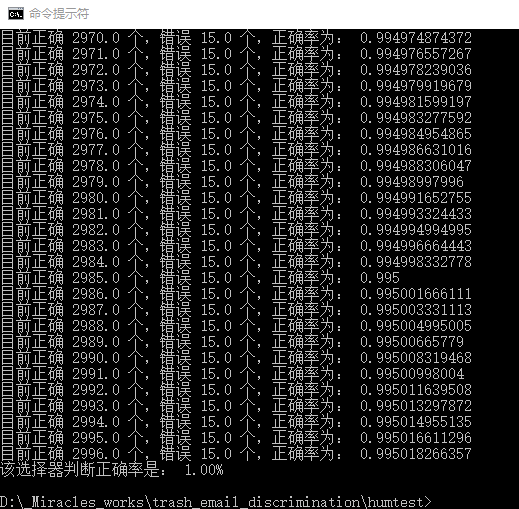 命令提示符
目前正确 2970.0 个，错误 15.0 个，正确率为： 0.994974874372
目前正确 2971.0 个，错误 15.0 个，正确率为： 0.994976557267
目前正确 2972.0 个，错误 15.0 个，正确率为： 0.994978239036
目前正确 2973.0 个，错误 15.0 个，正确率为： 0.994979919679
目前正确 2974.0 个，错误 15.0 个，正确率为： 0.994981599197
目前正确 2975.0 个，错误 15.0 个，正确率为： 0.994983277592
目前正确 2976.0 个，错误 15.0 个，正确率为： 0.994984954865
目前正确 2977.0 个，错误 15.0 个，正确率为： 0.994986631016
目前正确 2978.0 个，错误 15.0 个，正确率为： 0.994988306047
目前正确 2979.0 个，错误 15.0 个，正确率为： 0.99498997996
目前正确 2980.0 个，错误 15.0 个，正确率为： 0.994991652755
目前正确 2981.0 个，错误 15.0 个，正确率为： 0.994993324433
目前正确 2982.0 个，错误 15.0 个，正确率为： 0.994994994995
目前正确 2983.0 个，错误 15.0 个，正确率为： 0.994996664443
目前正确 2984.0 个，错误 15.0 个，正确率为： 0.994998332778
目前正确 2985.0 个，错误 15.0 个，正确率为： 0.995
目前正确 2986.0 个，错误 15.0 个，正确率为： 0.995001666111
目前正确 2987.0 个，错误 15.0 个，正确率为： 0.995003331113
目前正确 2988.0 个，错误 15.0 个，正确率为： 0.995004995005
目前正确 2989.0 个，错误 15.0 个，正确率为： 0.99500665779
目前正确 2990.0 个，错误 15.0 个，正确率为： 0.995008319468
目前正确 2991.0 个，错误 15.0 个，正确率为： 0.99500998004
目前正确 2992.0 个，错误 15.0 个，正确率为： 0.995011639508
目前正确 2993.0 个，错误 15.0 个，正确率为： 0.995013297872
目前正确 2994.0 个，错误 15.0 个，正确率为： 0.995014955135
目前正确 2995.0 个，错误 15.0 个，正确率为： 0.995016611296
目前正确 2996.0 个，错误 15.0 个，正确率为： 0.995018266357
该选择器判断正确率是： 1.00%
D:\_Miracles_works\trash_email_discrimination\humtest>